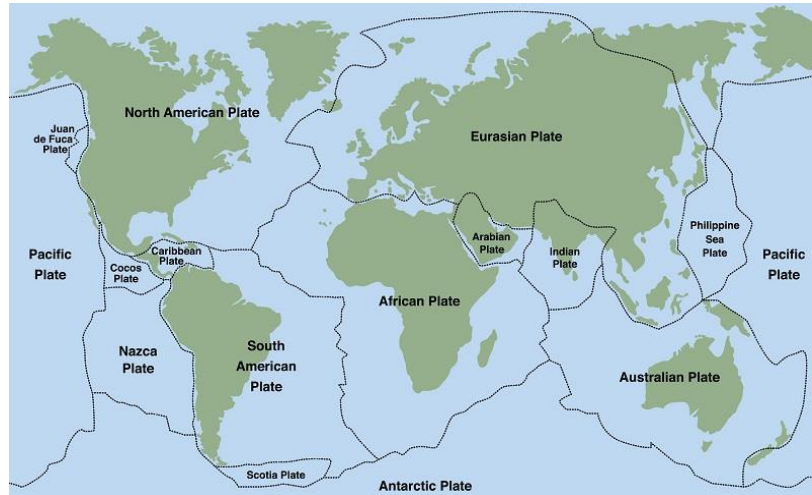 North American Plate
Juan
de Fuca
Plate
Eurasian Plate
Philippine
Sea
Plate
Pacific
Plate
Caribbean
Plate
Cocos
Plate
Arabian
Plate
Indian
Plate
Pacific
Plate
African Plate
Nazca
Plate
South
American
Plate
Australian Plate
Scotia Plate
Antarctic Plate